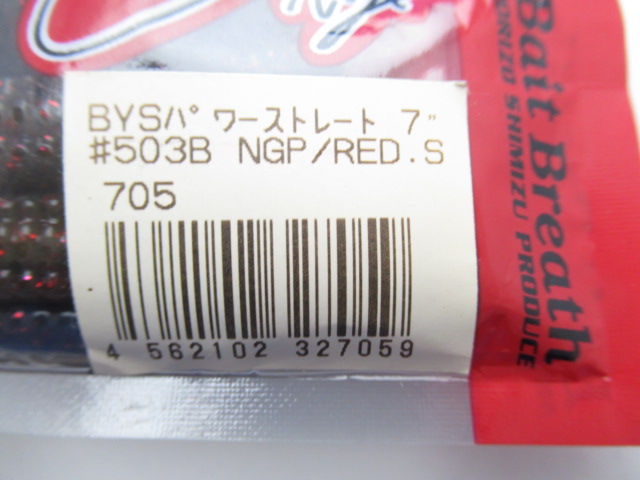 BYSパワーストレート 7"
#503B NGP/RED.S
705
4 562102 327059
Bait Breath
NORIZO SHIMIZU PRODUCE